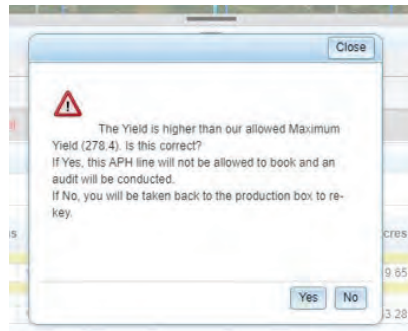 Close
The Yield is higher than our allowed Maximum
Yield (278.4). Is this correct?
If Yes, this APH line will not be allowed to book and an
audit will be conducted.
If No, you will be taken back to the production box to re-
key.
Yes No